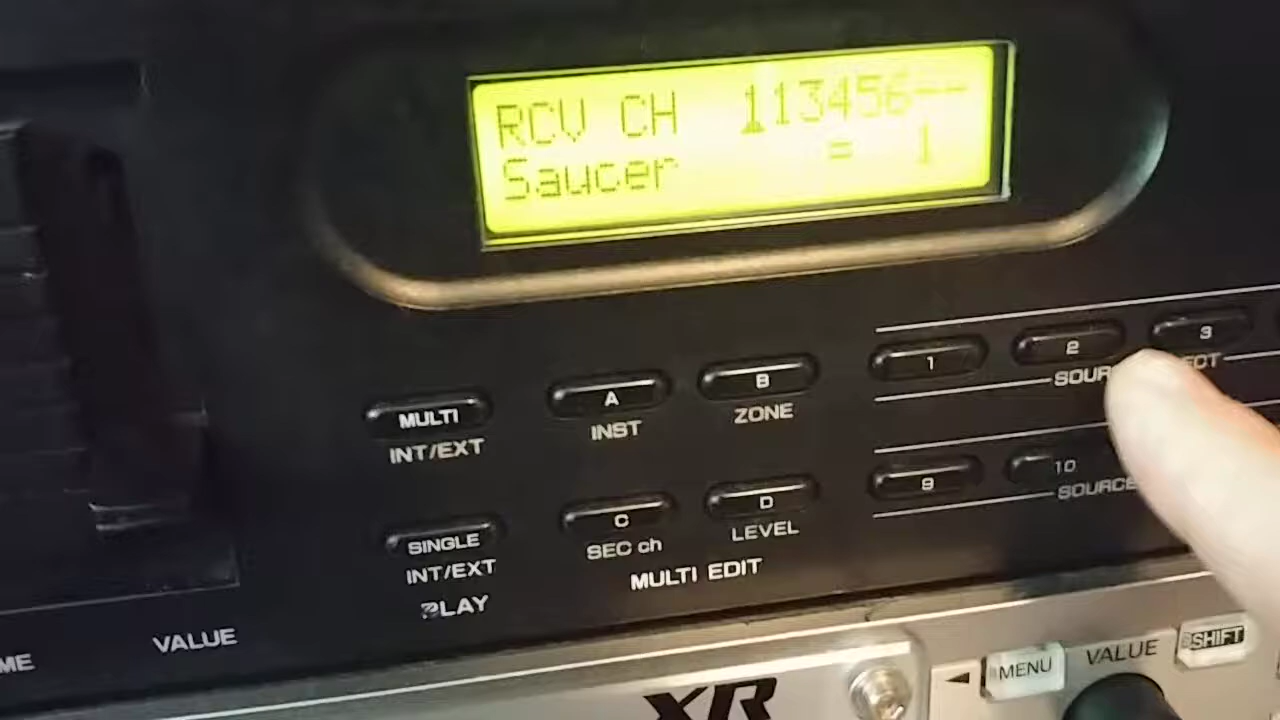 RCV CH 113456--
Saucer = 1
1 2 3
MULTI A B
INT/EXT INST ZONE
9 10
SINGLE C D
INT/EXT SEC ch LEVEL
PLAY MULTI EDIT
VALUE
XR MENU VALUE SHIFT